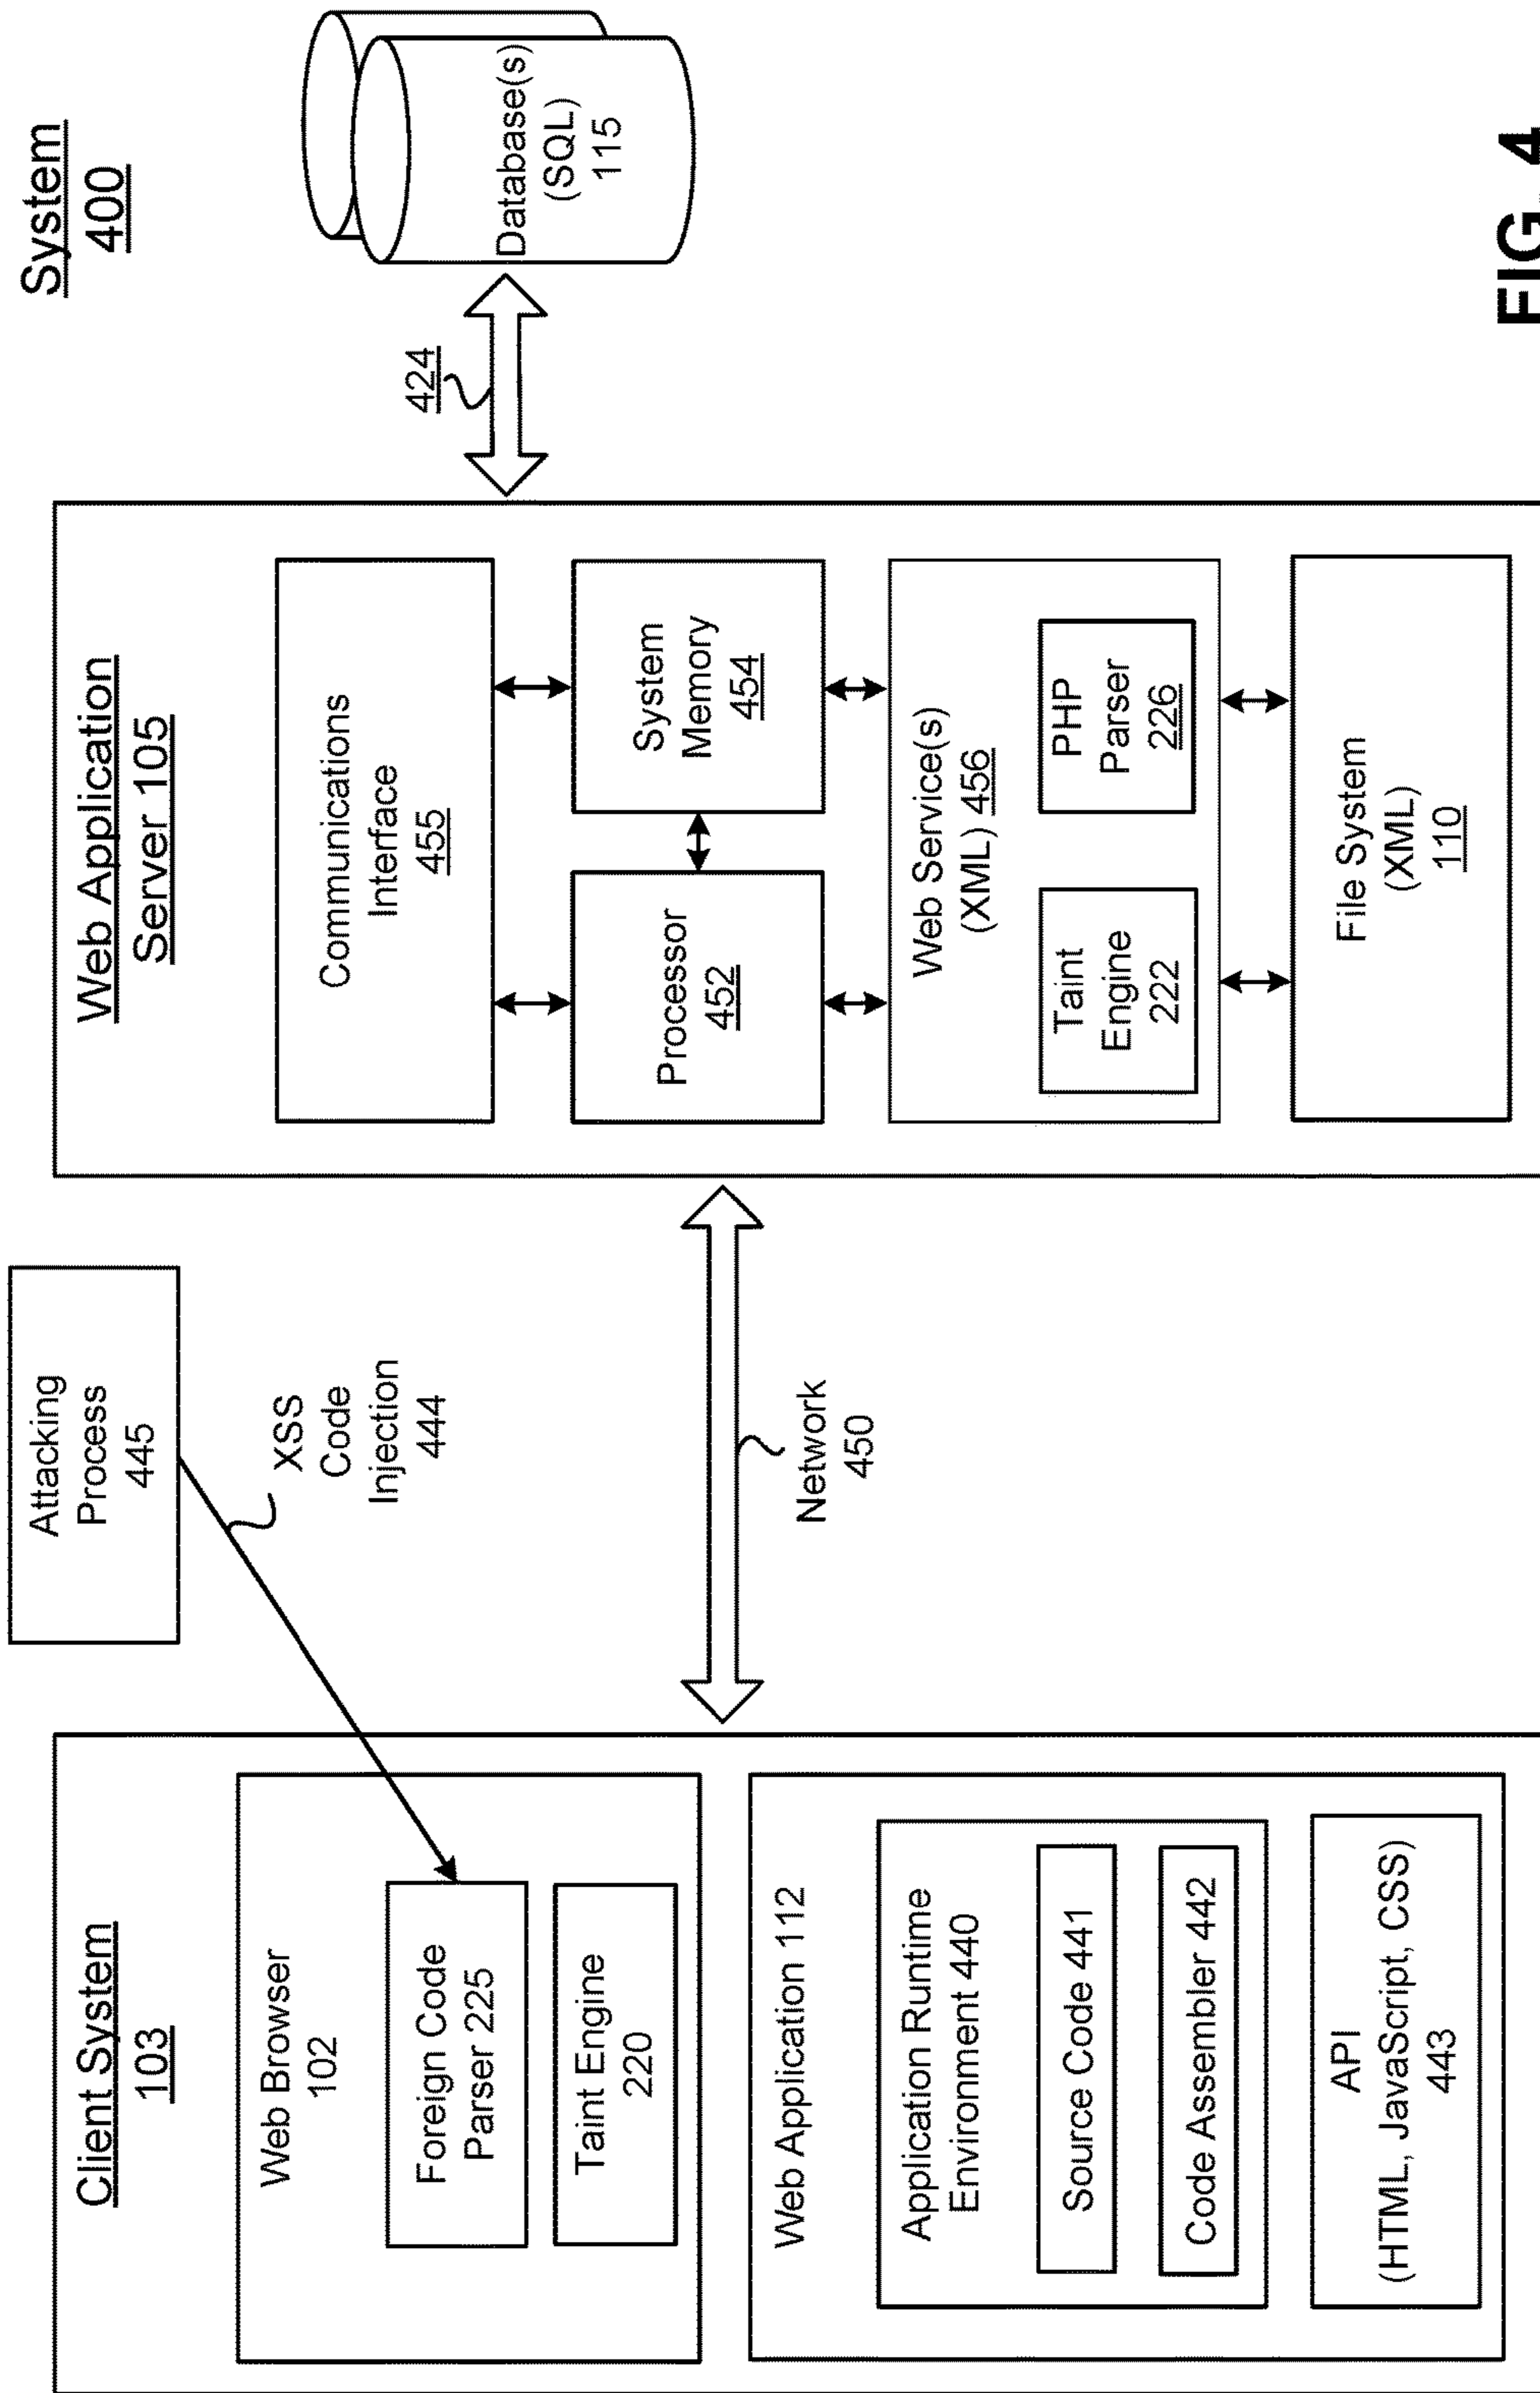 System
400
Client System
103
Web Browser
102
Foreign Code
Parser 225
Taint Engine
220
Web Application 112
Application Runtime
Environment 440
Source Code 441
Code Assembler 442
API
(HTML, JavaScript, CSS)
443
Attacking
Process
445
XSS
Code
Injection
444
Network
450
Web Application
Server 105
Communications
Interface
455
Processor
452
System
Memory
454
Web Service(s)
(XML) 456
Taint
Engine
222
PHP
Parser
226
File System
(XML)
110
424
Database(s)
(SQL)
115
FIG. 4